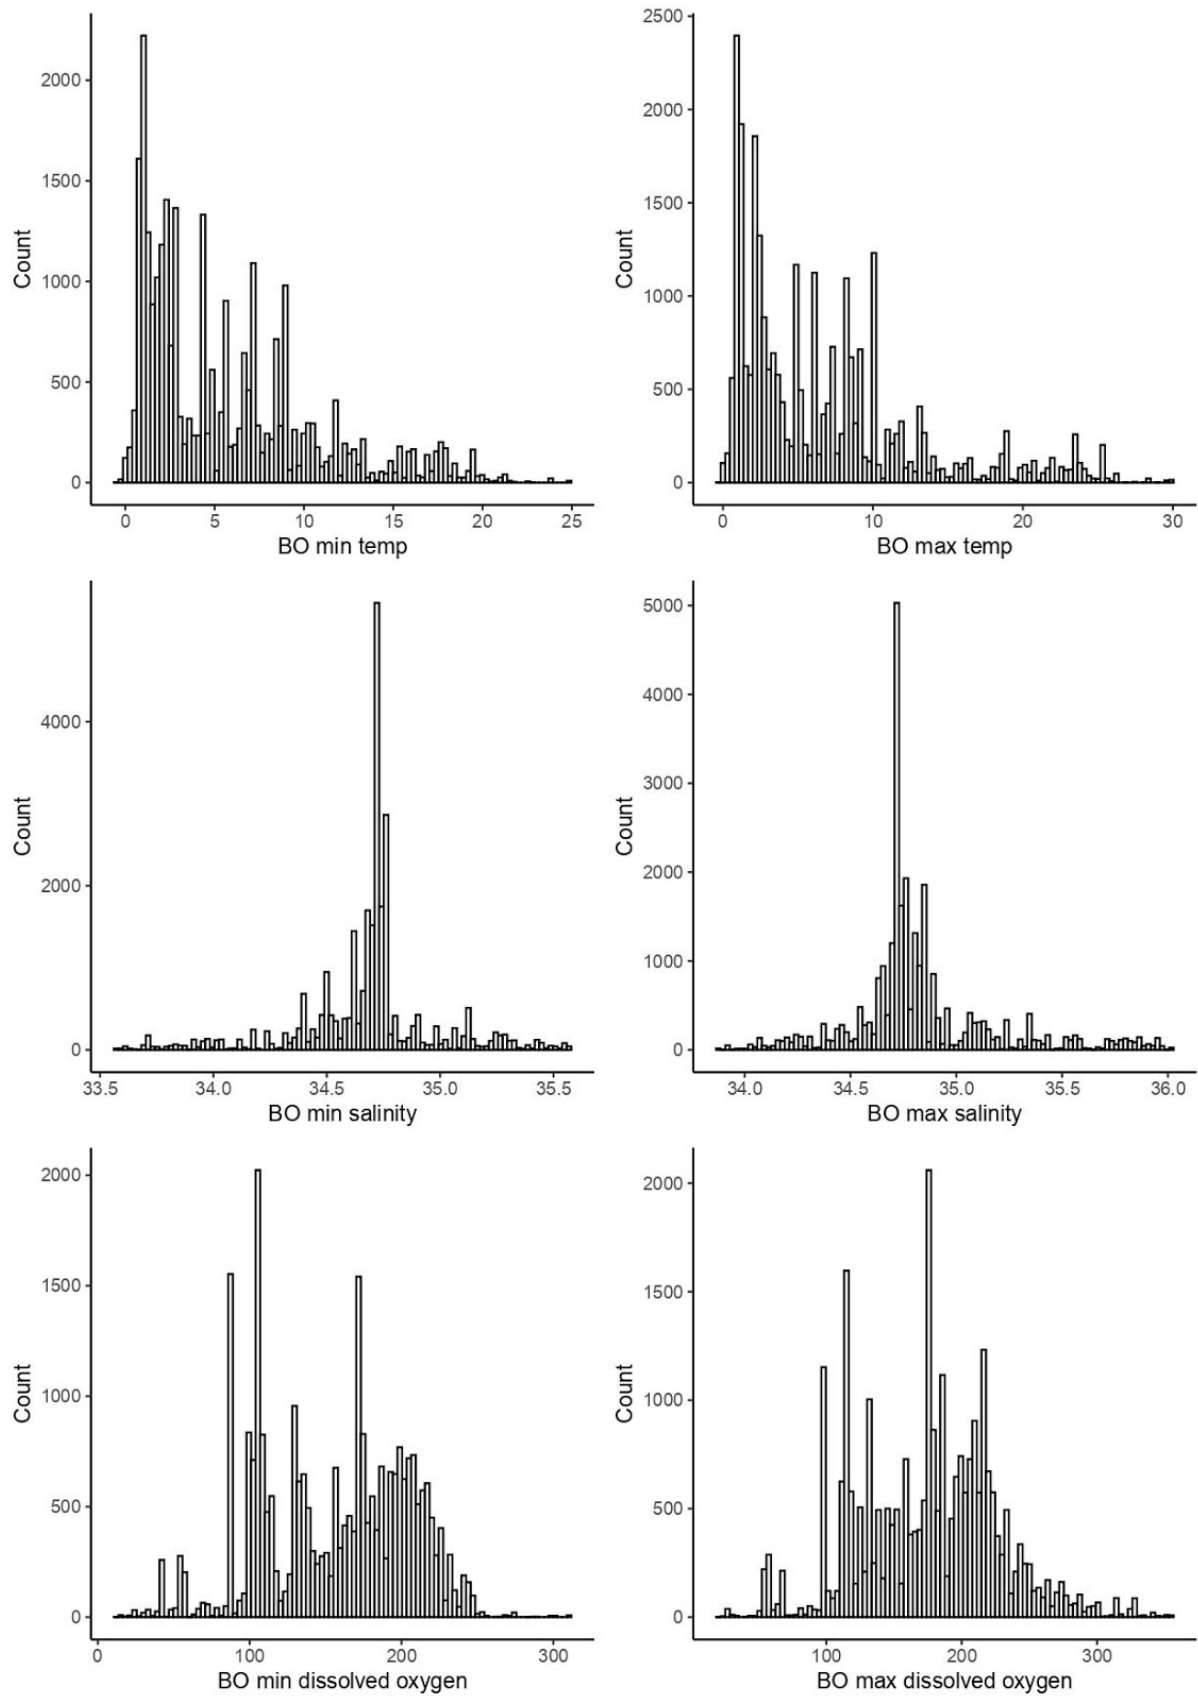 2000
1500
1000
500
0
Count
0 5 10 15 20 25
BO min temp
2500
2000
1500
1000
500
0
Count
0 10 20 30
BO max temp
4000
2000
0
Count
33.5 34.0 34.5 35.0 35.5
BO min salinity
5000
4000
3000
2000
1000
0
Count
34.0 34.5 35.0 35.5 36.0
BO max salinity
2000
1500
1000
500
0
Count
0 100 200 300
BO min dissolved oxygen
2000
1500
1000
500
0
Count
100 200 300
BO max dissolved oxygen